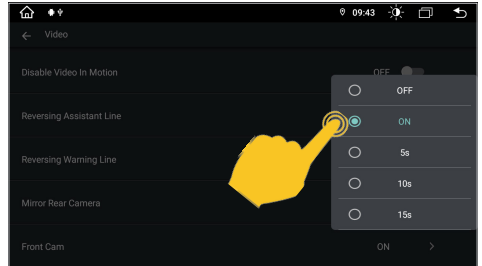 09:43
Video
Disable Video In Motion OFF
Reversing Assistant Line
Reversing Warning Line
Mirror Rear Camera
Front Cam ON
OFF
ON
5s
10s
15s